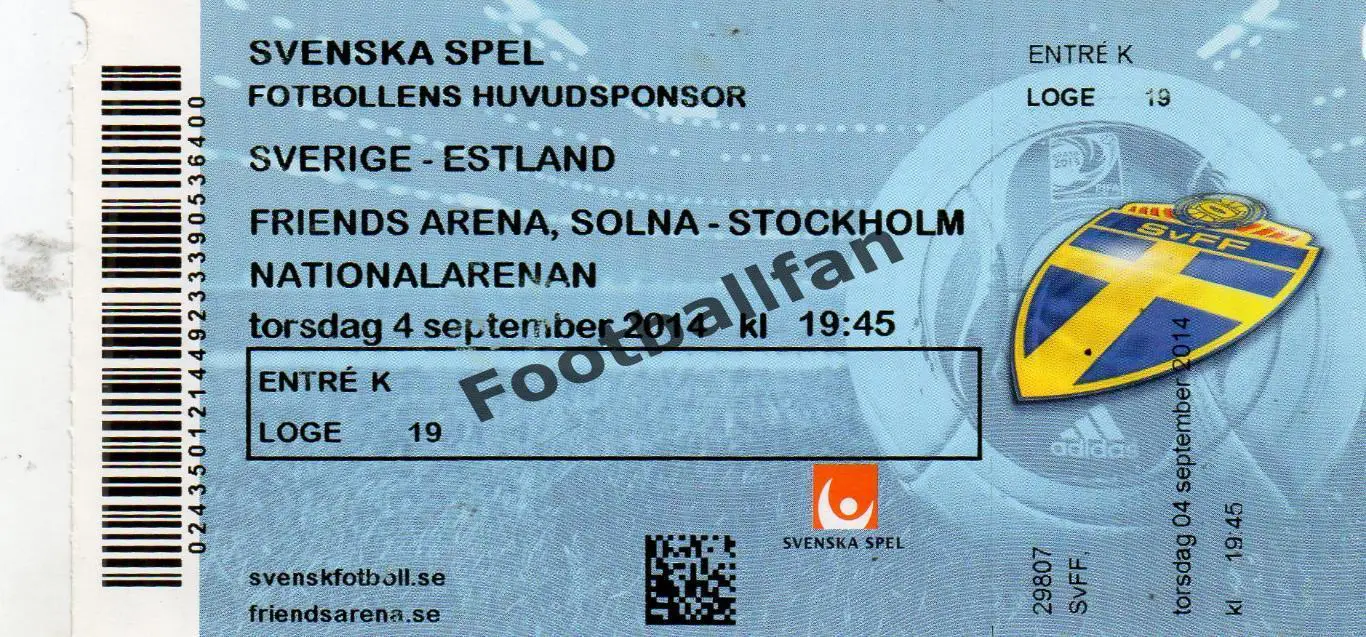 SVENSKA SPEL
FOTBOLLENS HUVUDSPONSOR
SVERIGE - ESTLAND
FRIENDS ARENA, SOLNA - STOCKHOLM
NATIONALARENAN
torsdag 4 september 2014 kl 19:45
ENTRÉ K
LOGE 19
Footballfan
SVENSKA SPEL
svenskfotboll.se
friendsarena.se
ENTRÉ K
LOGE 19
FIFA
SvFF
adidas
29807
SvFF,
torsdag 04 september 2014
kl 19:45